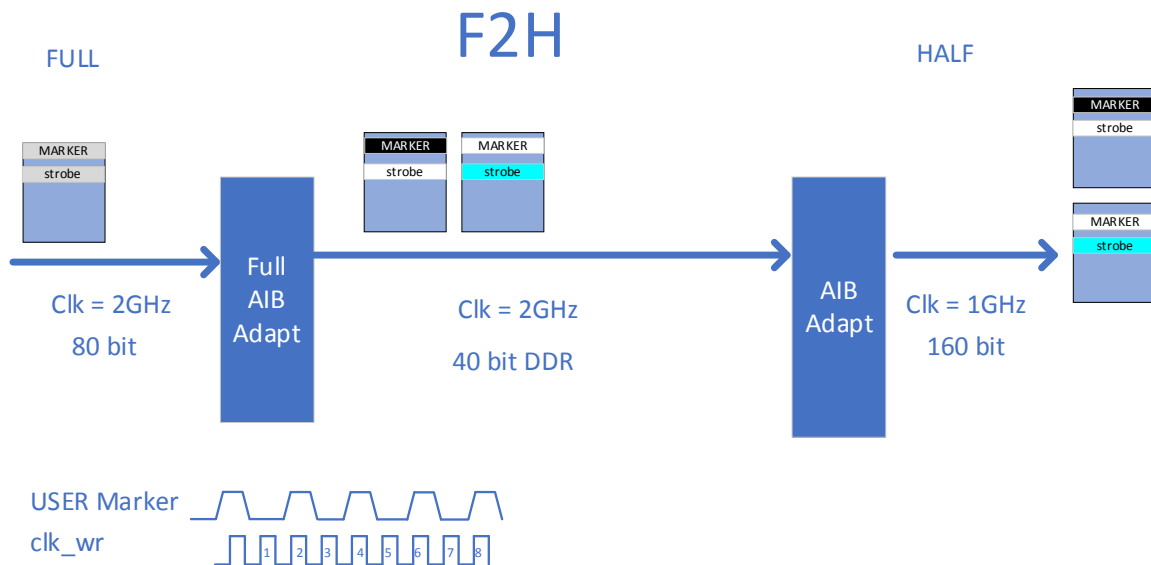 F2H
FULL
HALF
MARKER
strobe
MARKER
strobe
MARKER
strobe
MARKER
strobe
MARKER
strobe
Full
AIB
Adapt
AIB
Adapt
Clk = 2GHz
80 bit
Clk = 2GHz
40 bit DDR
Clk = 1GHz
160 bit
USER Marker
clk_wr
1 2 3 4 5 6 7 8